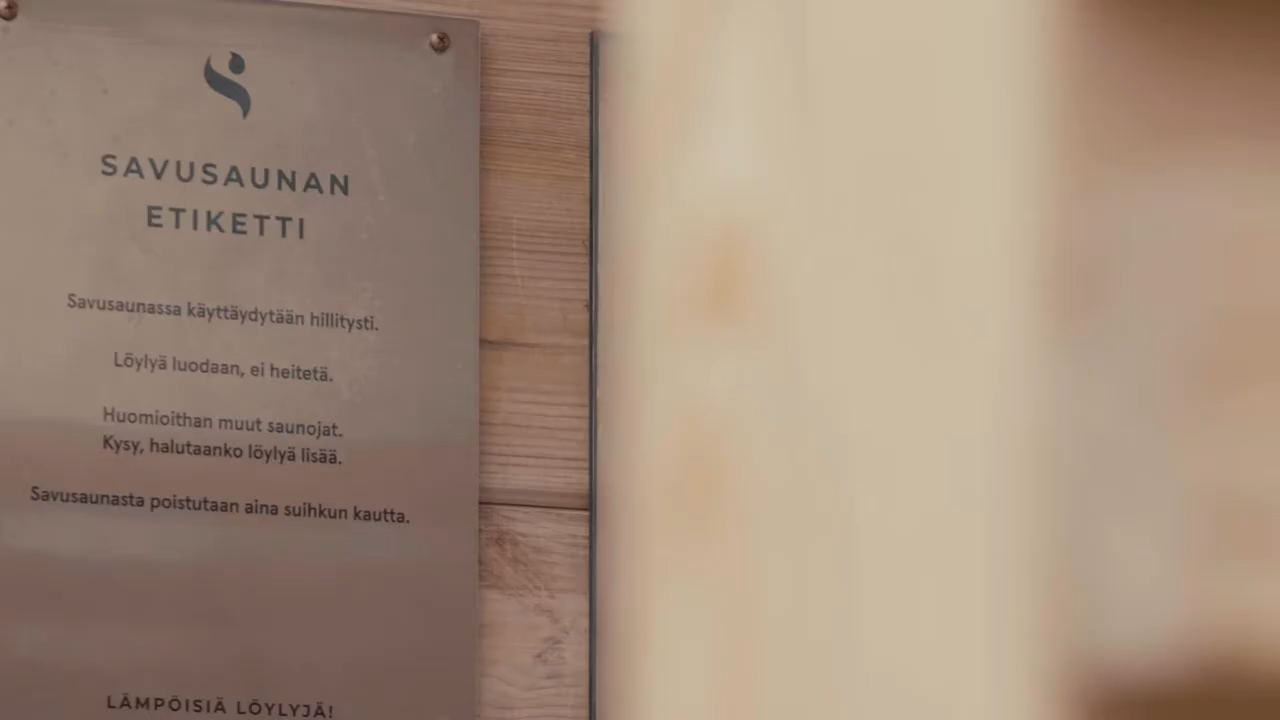 SAVUSAUNAN
ETIKETTI
Savusaunassa käyttäydytään hillitysti.
Löylyä luodaan, ei heitetä.
Huomioithan muut saunojat.
Kysy, halutaanko löylyä lisää.
Savusaunasta poistutaan aina suihkun kautta.
LÄMPÖISIÄ LÖYLYJÄ!